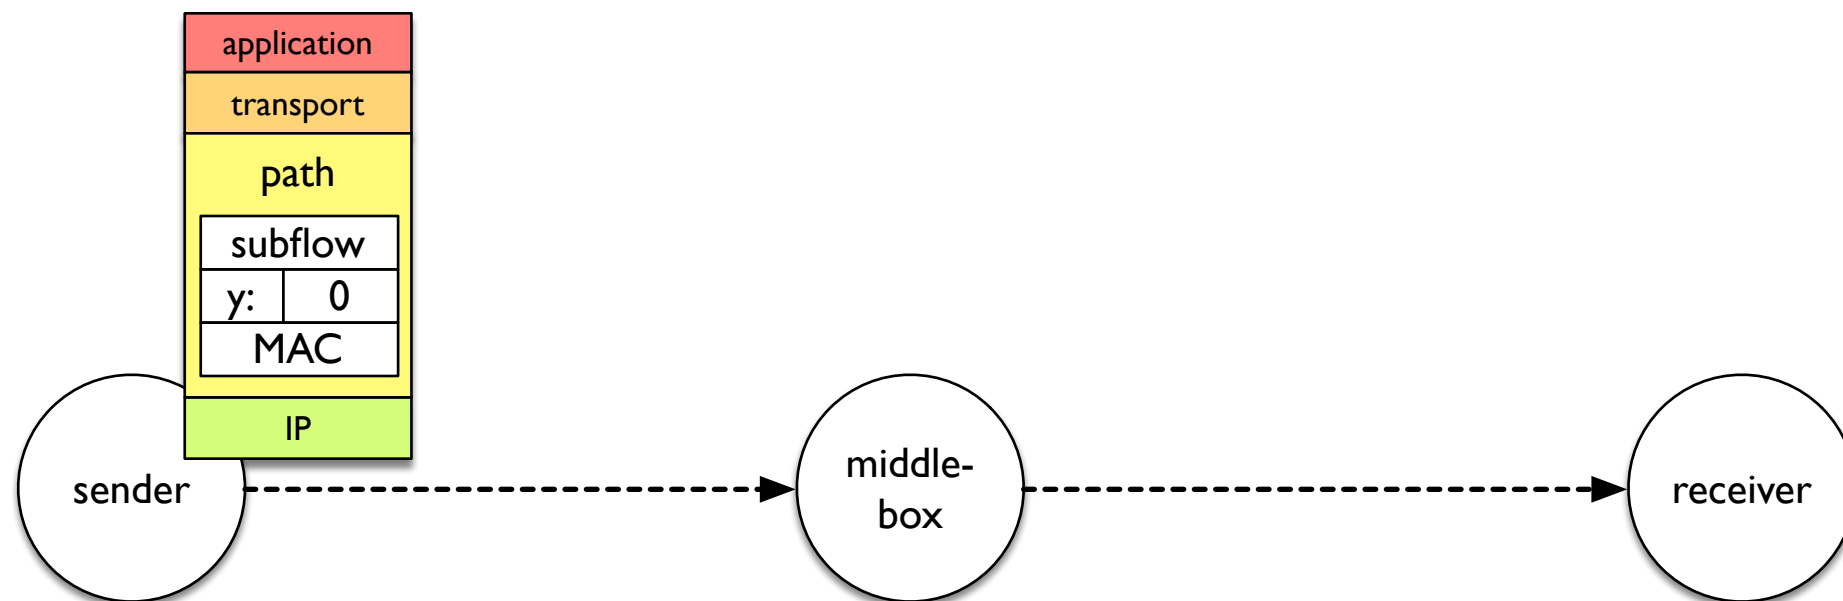 application
transport
path
subflow
y: 0
MAC
IP
sender
middle-
box
receiver